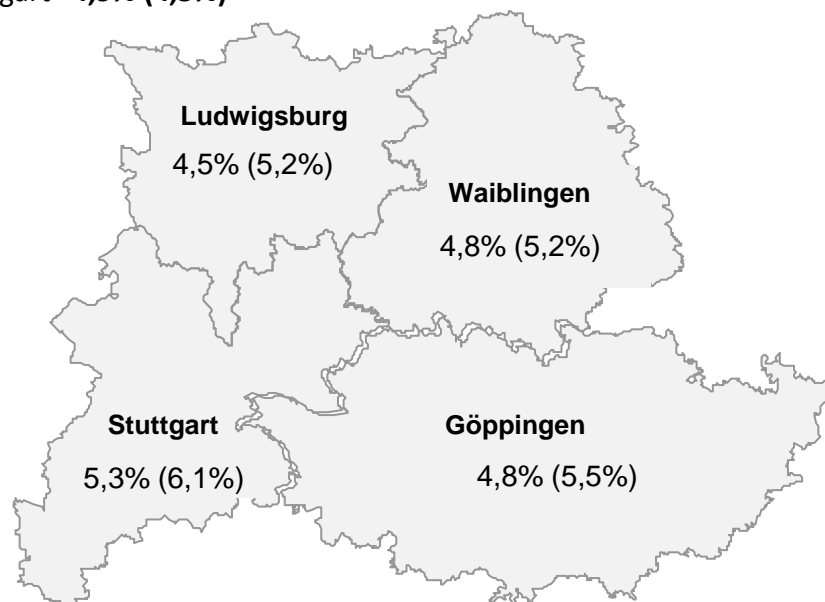 Ludwigsburg
4,5% (5,2%)
Waiblingen
4,8% (5,2%)
Stuttgart
5,3% (6,1%)
Göppingen
4,8% (5,5%)